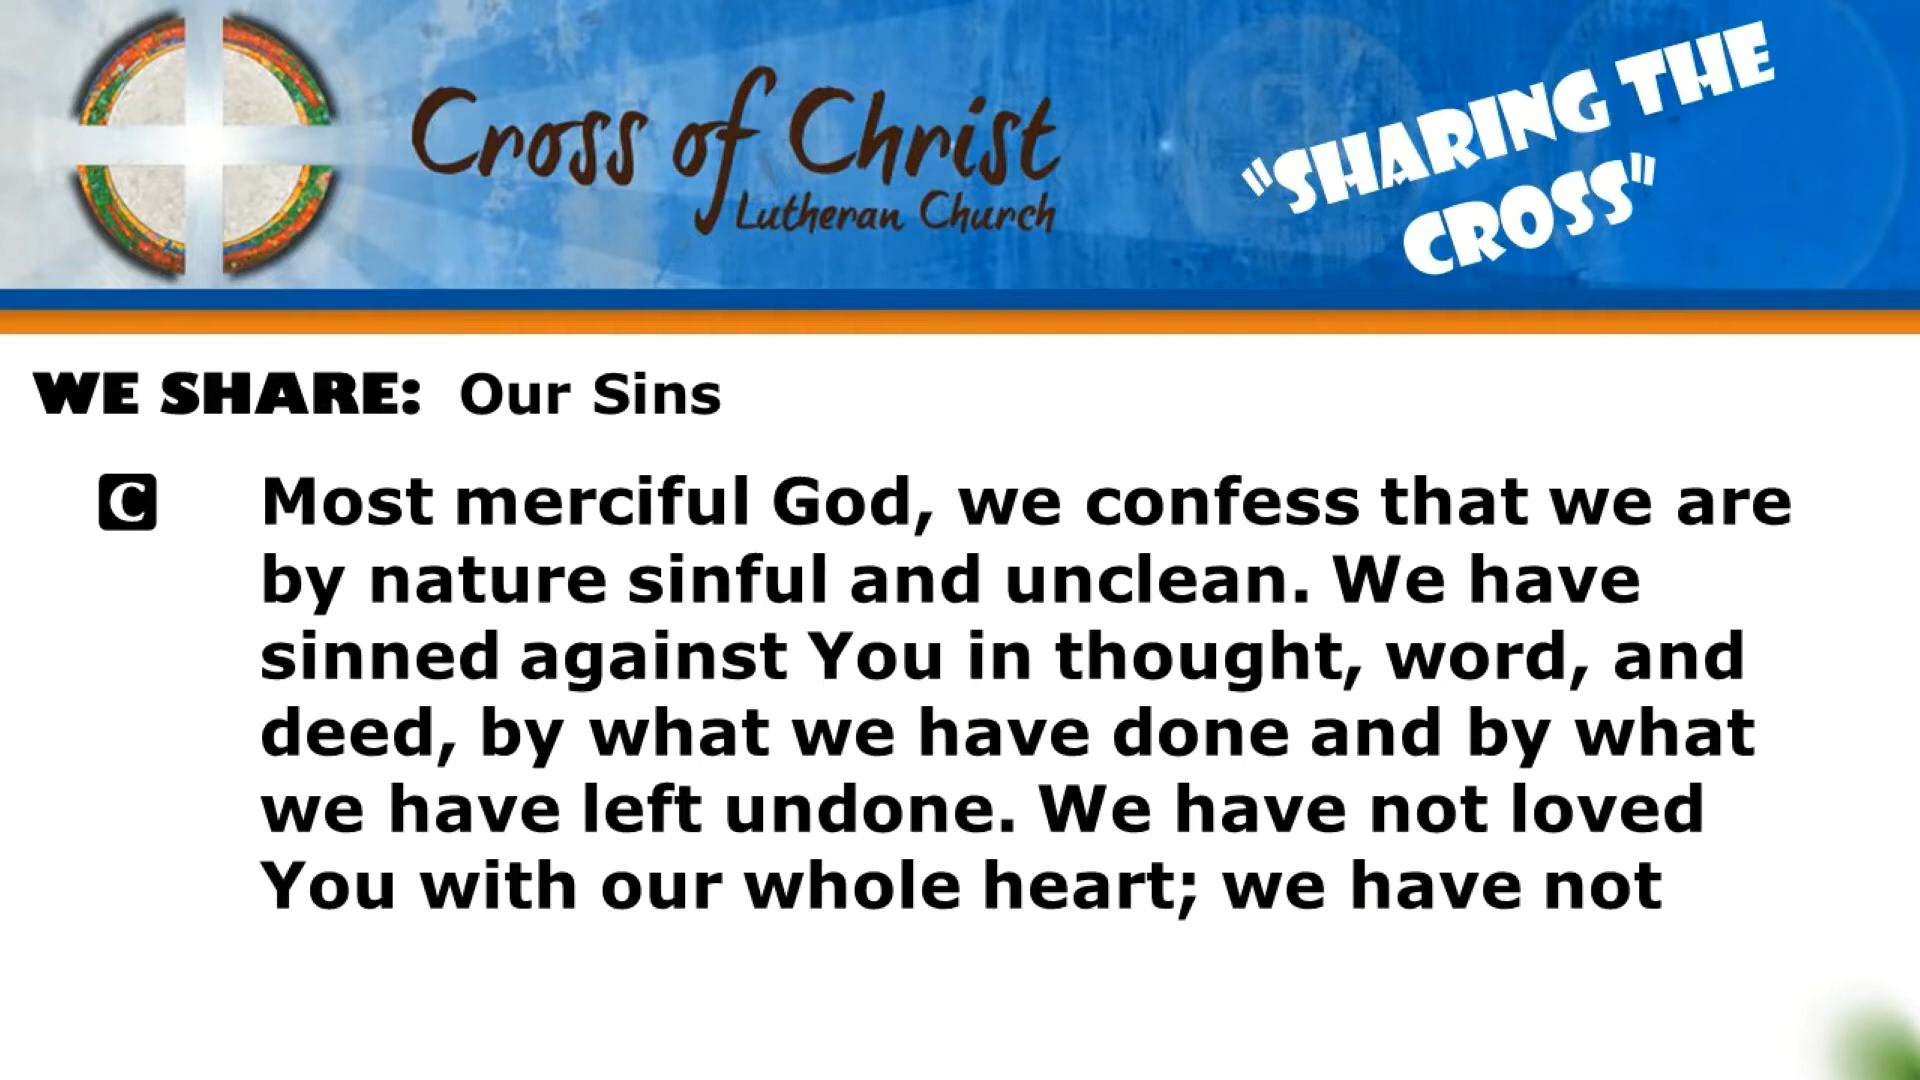 Cross of Christ
Lutheran Church
"SHARING THE
CROSS"
WE SHARE: Our Sins
C Most merciful God, we confess that we are
by nature sinful and unclean. We have
sinned against You in thought, word, and
deed, by what we have done and by what
we have left undone. We have not loved
You with our whole heart; we have not